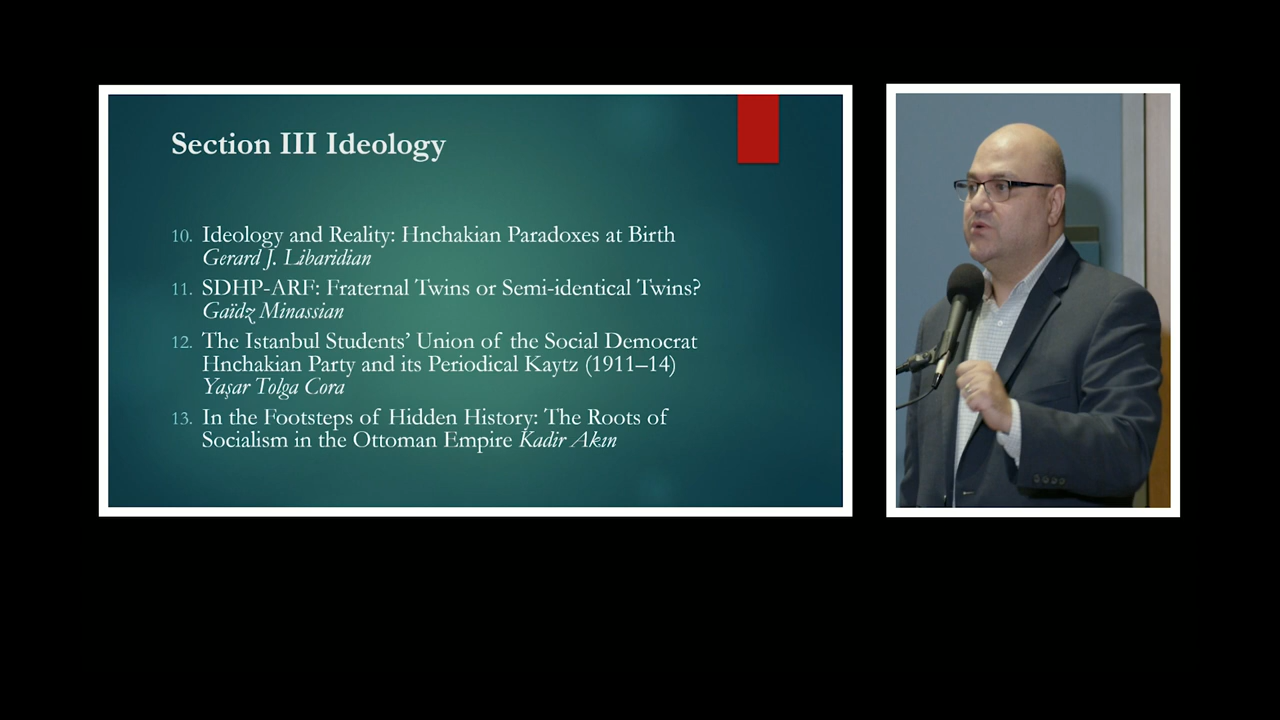 Section III Ideology
10. Ideology and Reality: Hnchakian Paradoxes at Birth
Gerard J. Libaridian
11. SDHP-ARF: Fraternal Twins or Semi-identical Twins?
Gaïdz Minassian
12. The Istanbul Students’ Union of the Social Democrat
Hnchakian Party and its Periodical Kaytz (1911–14)
Yaşar Tolga Cora
13. In the Footsteps of Hidden History: The Roots of
Socialism in the Ottoman Empire Kadir Akın